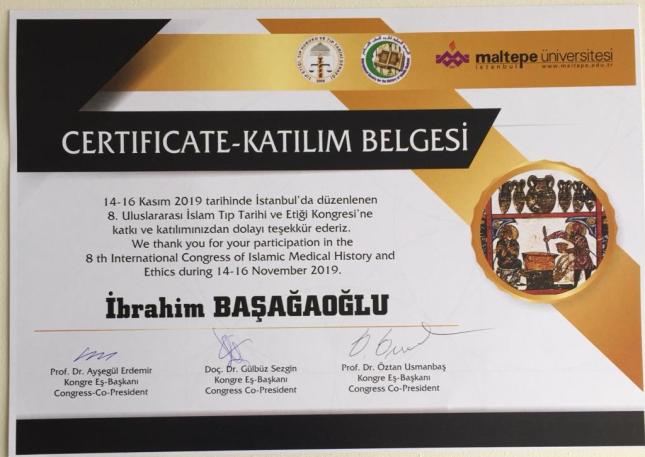 maltepe üniversitesi
istanbul www.maltepe.edu.tr
CERTIFICATE-KATILIM BELGESİ
14-16 Kasım 2019 tarihinde İstanbul'da düzenlenen
8. Uluslararası İslam Tıp Tarihi ve Etiği Kongresi'ne
katkı ve katılımınızdan dolayı teşekkür ederiz.
We thank you for your participation in the
8 th International Congress of Islamic Medical History and
Ethics during 14-16 November 2019.
İbrahim BAŞAĞAOĞLU
Prof. Dr. Ayşegül Erdemir
Kongre Eş-Başkanı
Congress-Co-President
Doç. Dr. Gülbüz Sezgin
Kongre Eş-Başkanı
Congress Co-President
Prof. Dr. Öztan Usmanbaş
Kongre Eş-Başkanı
Congress Co-President